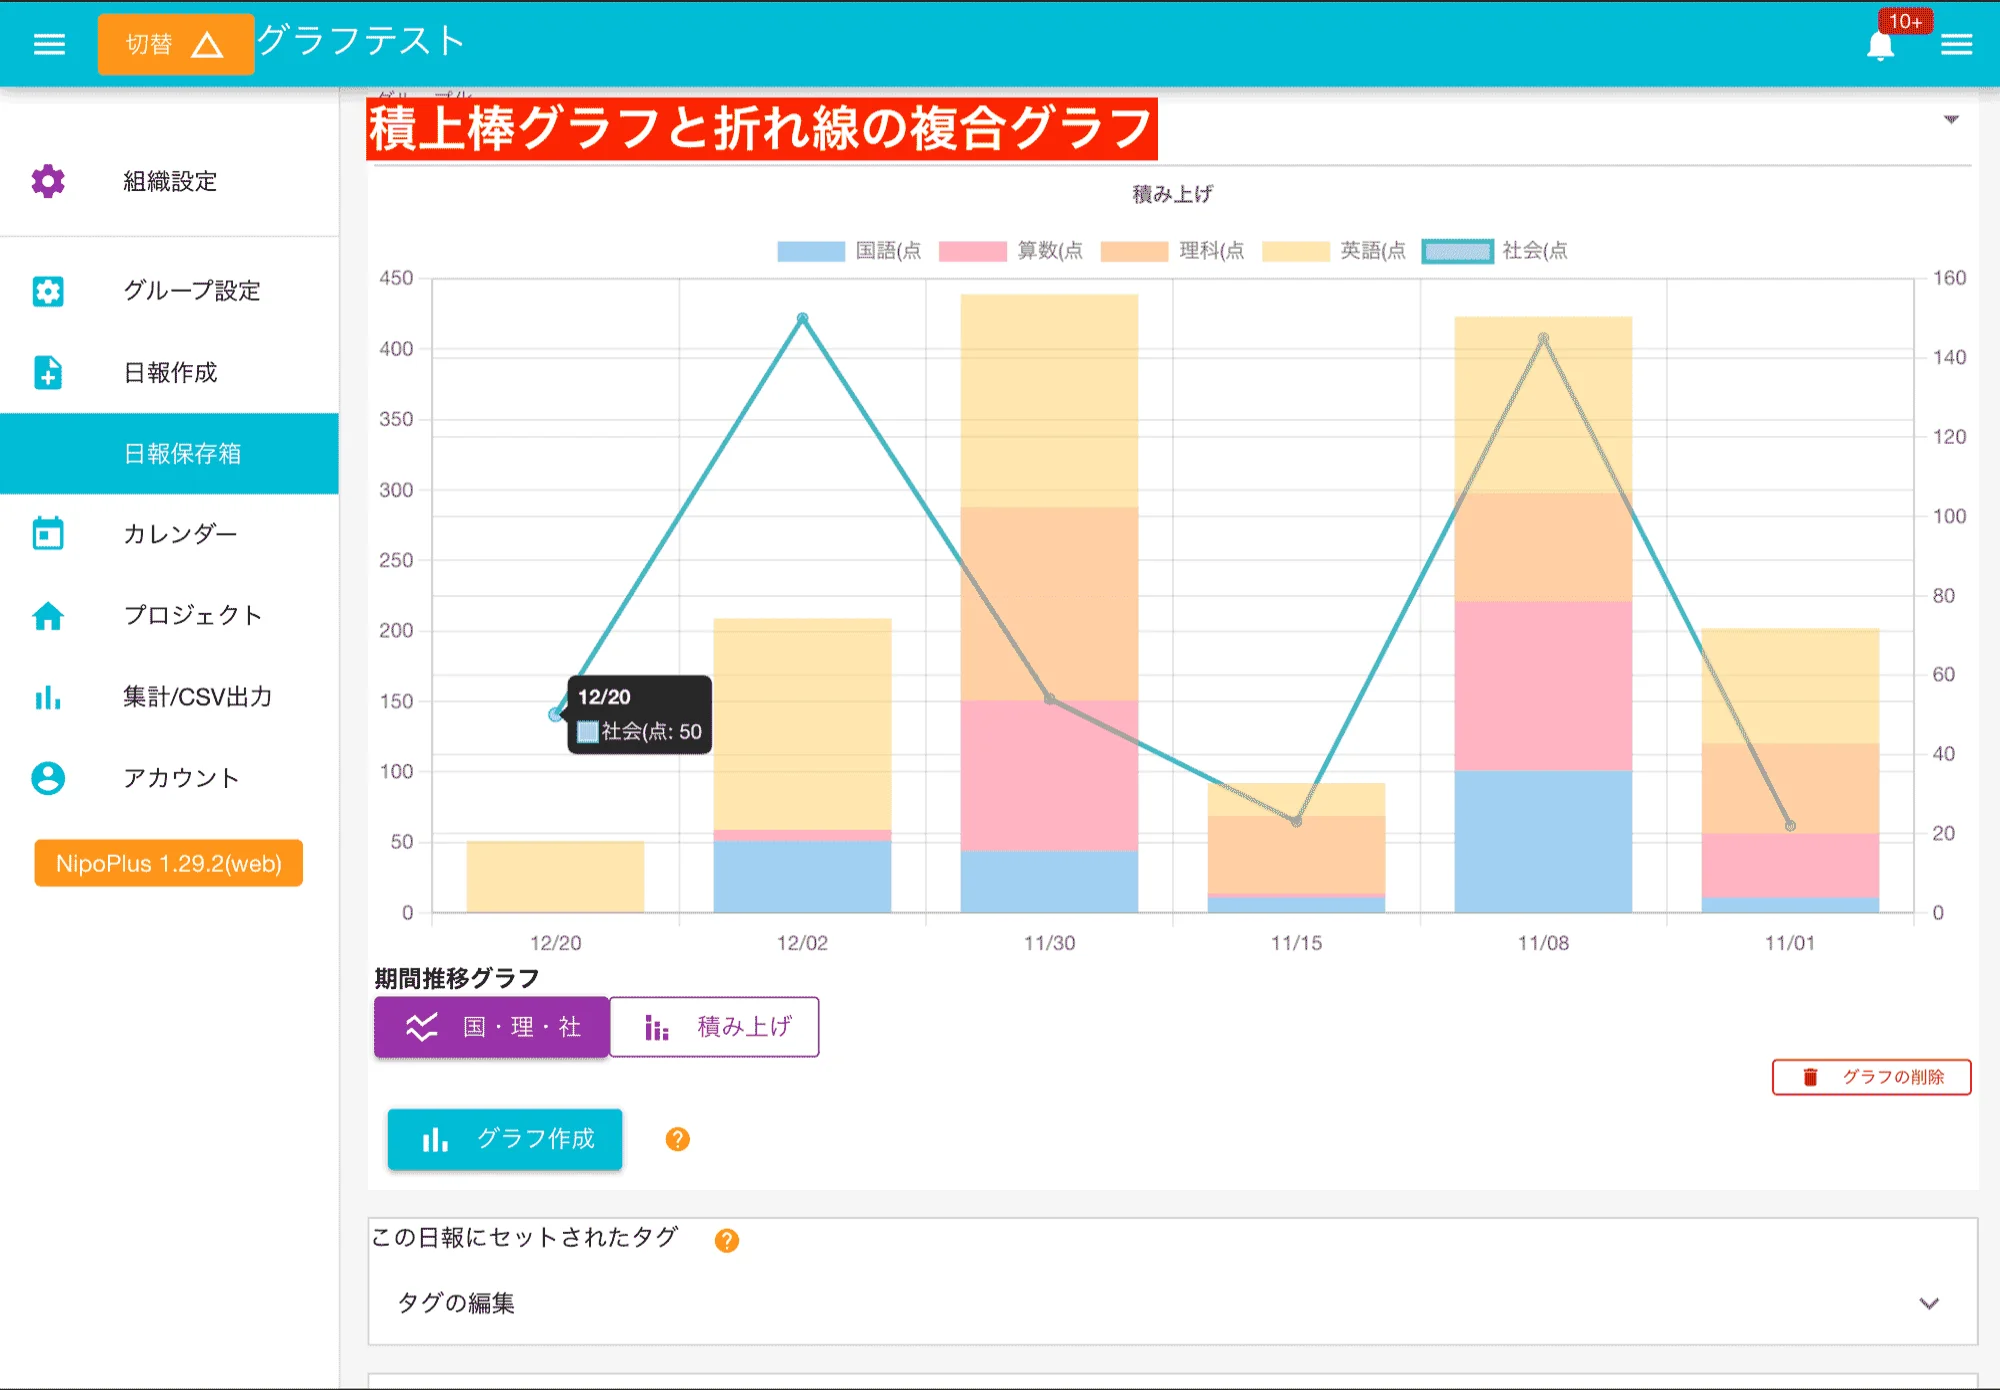 切替
グラフテスト
10+
組織設定
グループ設定
日報作成
日報保存箱
カレンダー
プロジェクト
集計/CSV出力
アカウント
NipoPlus 1.29.2(web)
グループ化
積上棒グラフと折れ線の複合グラフ
積み上げ
国語(点 算数(点 理科(点 英語(点 社会(点
450
400
350
300
250
200
150
100
50
0
160
140
120
100
80
60
40
20
0
12/20
社会(点: 50
12/20 12/02 11/30 11/15 11/08 11/01
期間推移グラフ
国・理・社
積み上げ
グラフの削除
グラフ作成
?
この日報にセットされたタグ ?
タグの編集